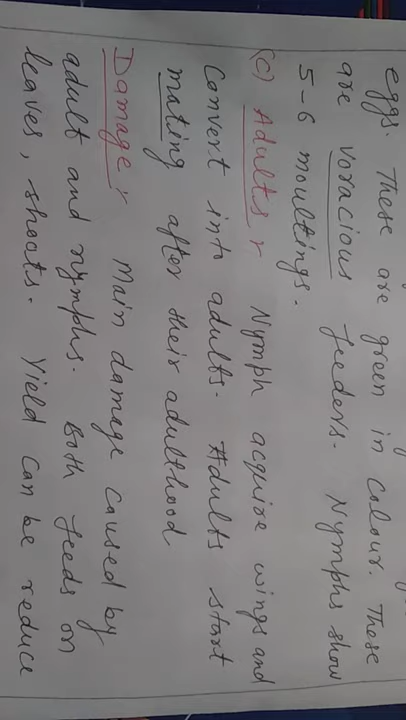 eggs. These are green in colour. These
are voracious feeders. Nymphs show
5-6 moultings.
(c) Adults :- Nymph acquire wings and
Convert into adults. Adults start
mating after their adulthood
Damage :- Main damage caused by
adult and nymphs. Both feeds on
leaves, shoots. Yield can be reduce